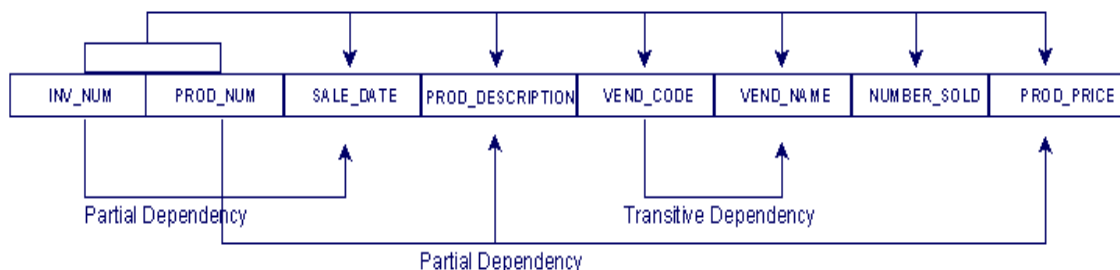 INV_NUM PROD_NUM SALE_DATE PROD_DESCRIPTION VEND_CODE VEND_NAME NUMBER_SOLD PROD_PRICE
Partial Dependency Transitive Dependency
Partial Dependency